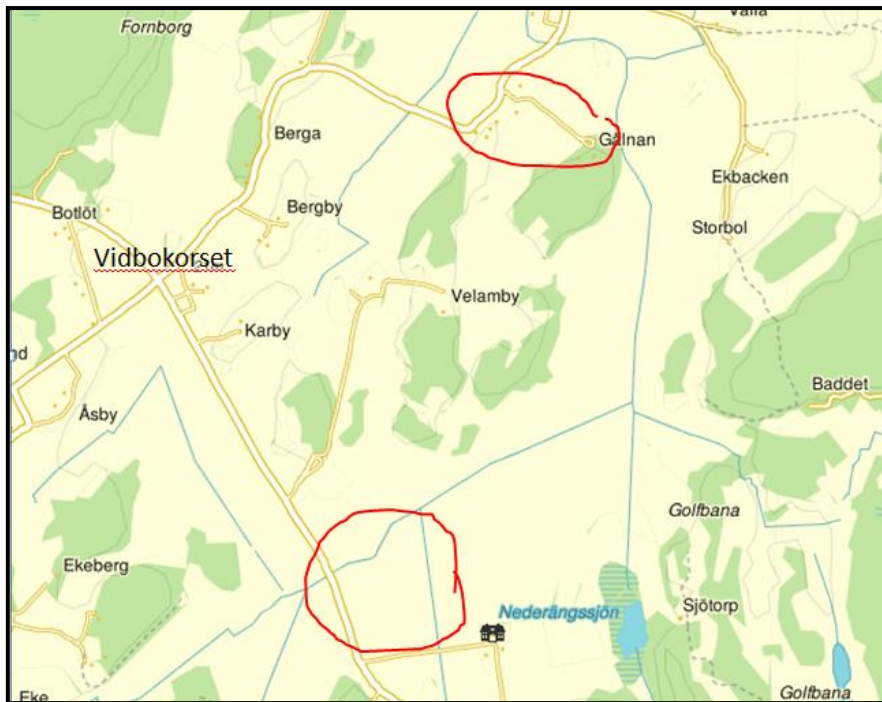 Valla
Fornborg
Berga
Gålnan
Ekbacken
Bergby
Botlöt
Storbol
Vidbokorset
Velamby
Karby
nd
Baddet
Åsby
Golfbana
Ekeberg
Nederängssjön
Sjötorp
Eke
Golfbana